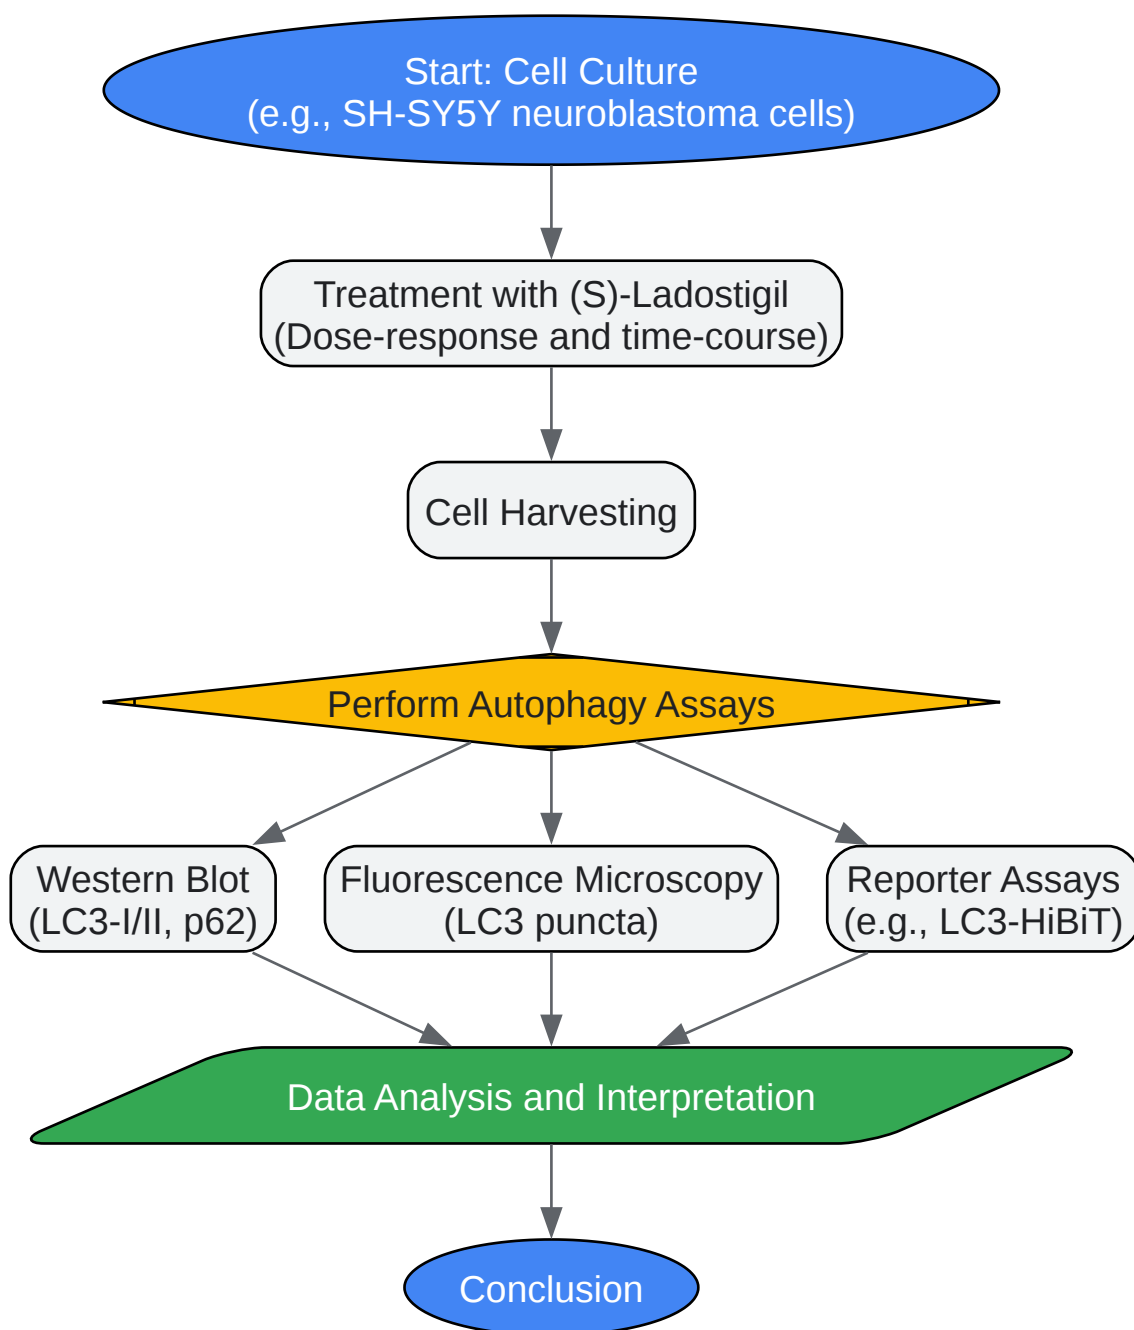 Start: Cell Culture
(e.g., SH-SY5Y neuroblastoma cells)
Treatment with (S)-Ladostigil
(Dose-response and time-course)
Cell Harvesting
Perform Autophagy Assays
Western Blot
(LC3-I/II, p62)
Fluorescence Microscopy
(LC3 puncta)
Reporter Assays
(e.g., LC3-HiBiT)
Data Analysis and Interpretation
Conclusion